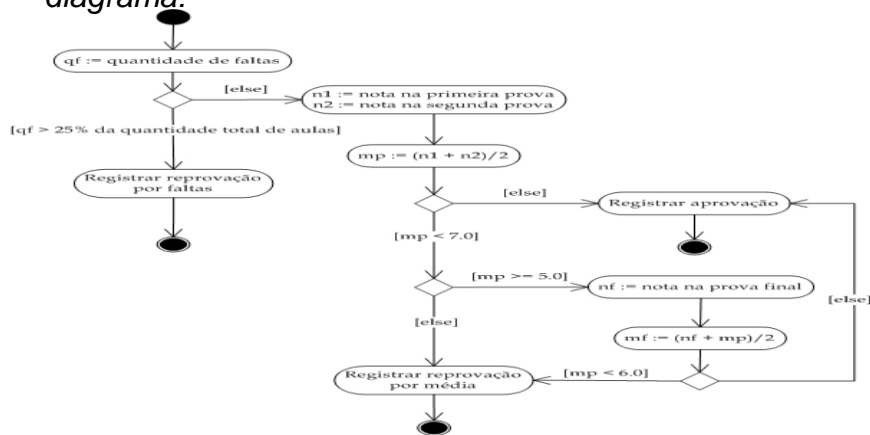 diagrama.
qf := quantidade de faltas
[else]
n1 := nota na primeira prova
n2 := nota na segunda prova
[qf > 25% da quantidade total de aulas]
mp := (n1 + n2)/2
Registrar reprovação
por faltas
[else]
Registrar aprovação
[mp < 7.0]
[mp >= 5.0]
nf := nota na prova final
[else]
[else]
mf := (nf + mp)/2
Registrar reprovação
por média
[mp < 6.0]